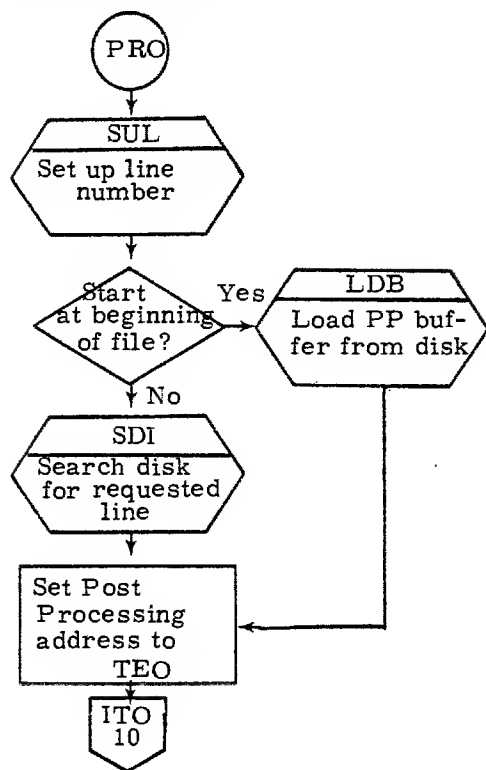 PRO
SUL
Set up line
number
Start
at beginning
of file?
Yes
LDB
Load PP buf-
fer from disk
No
SDI
Search disk
for requested
line
Set Post
Processing
address to
TEO
ITO
10